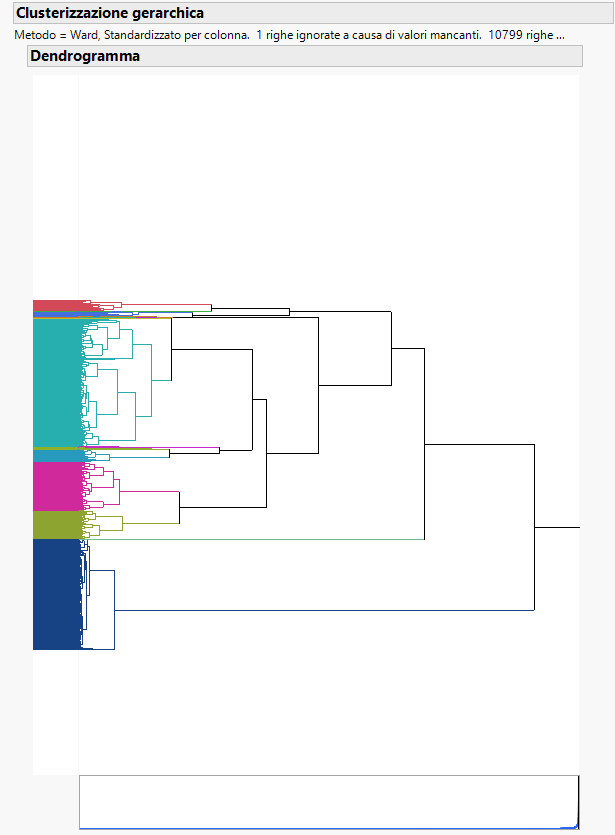 Clusterizzazione gerarchica
Metodo = Ward, Standardizzato per colonna. 1 righe ignorate a causa di valori mancanti. 10799 righe ...
Dendrogramma